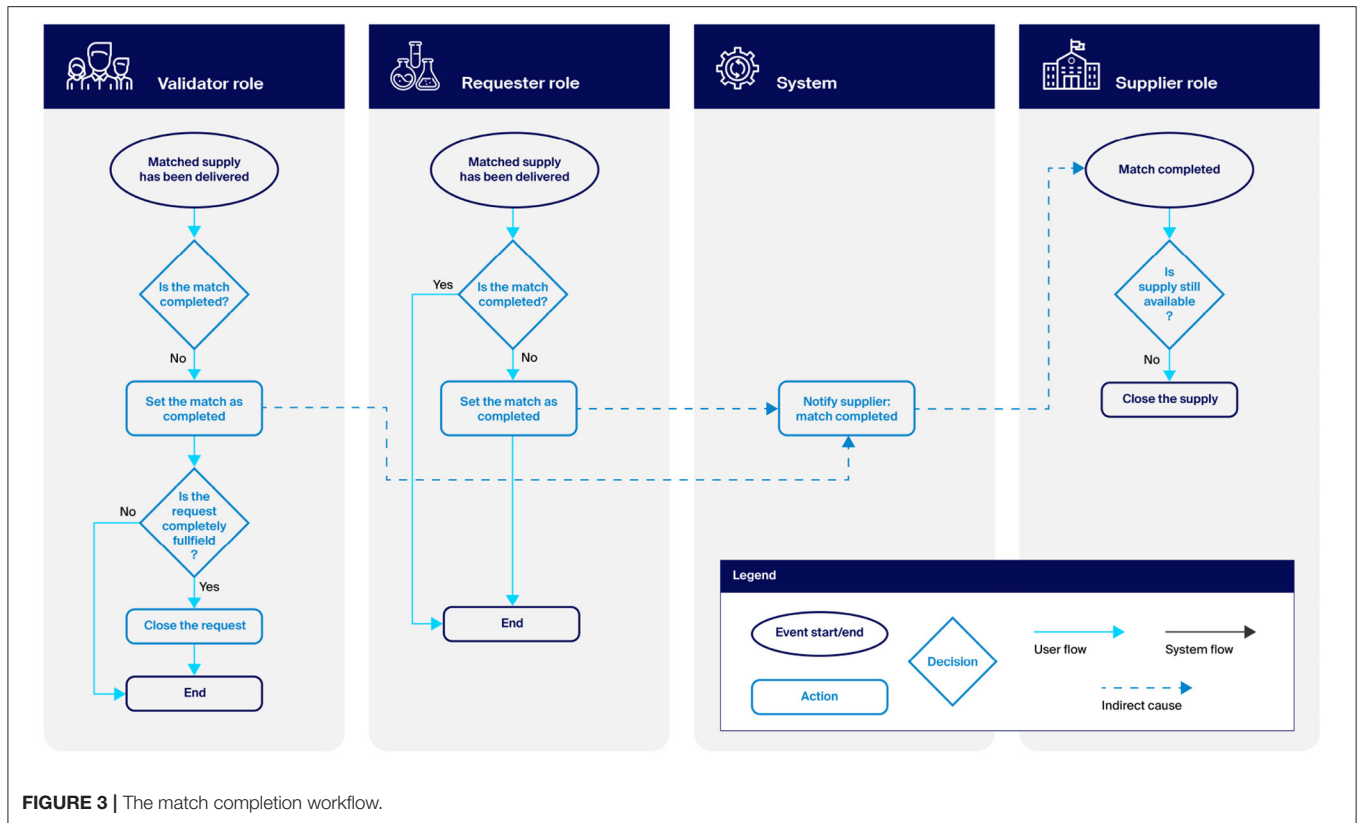 Validator role
Matched supply
has been delivered
Is the match
completed?
No
Set the match as
completed
Is the
request
completely
fullfield
?
No
Yes
Close the request
End
Requester role
Matched supply
has been delivered
Yes
Is the match
completed?
No
Set the match as
completed
End
System
Notify supplier:
match completed
Supplier role
Match completed
Is
supply still
available
?
No
Close the supply
Legend
Event start/end
Action
Decision
User flow
System flow
Indirect cause
FIGURE 3 | The match completion workflow.